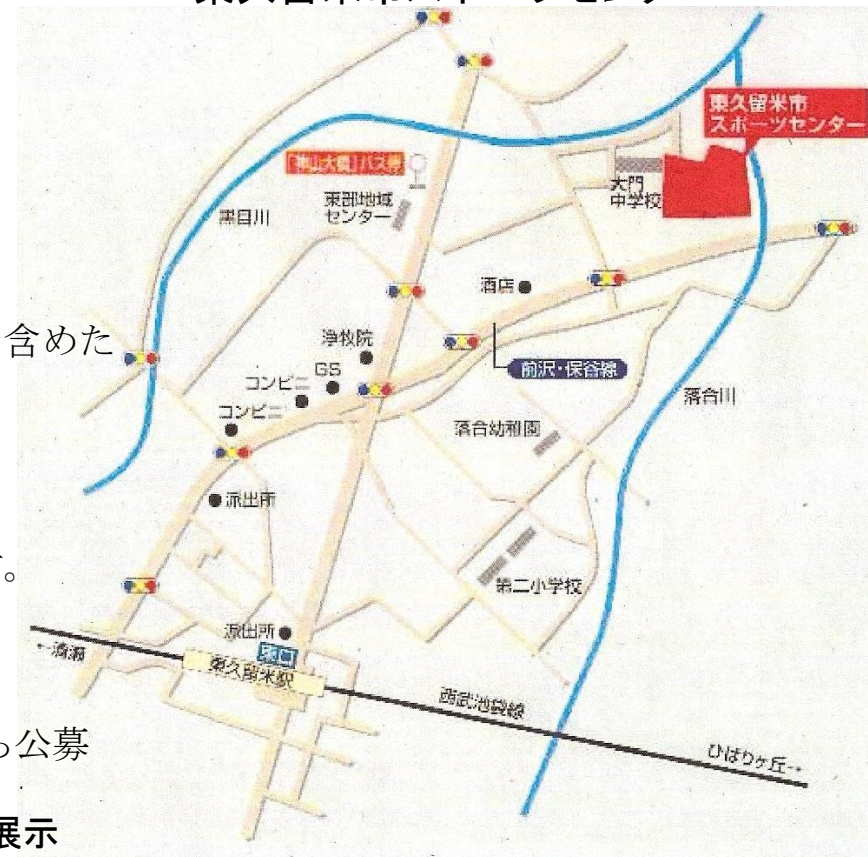 東久留米市
スポーツセンター
「神山大橋」バス停
大門
中学校
東部地域
センター
黒目川
酒店
含めた
浄牧院
GS
コンビニ
コンビニ
前沢・保谷線
落合川
落合幼稚園
派出所
。
第二小学校
派出所
東口
←清瀬
東久留米駅
西武池袋線
ひばりヶ丘→
公募
展示